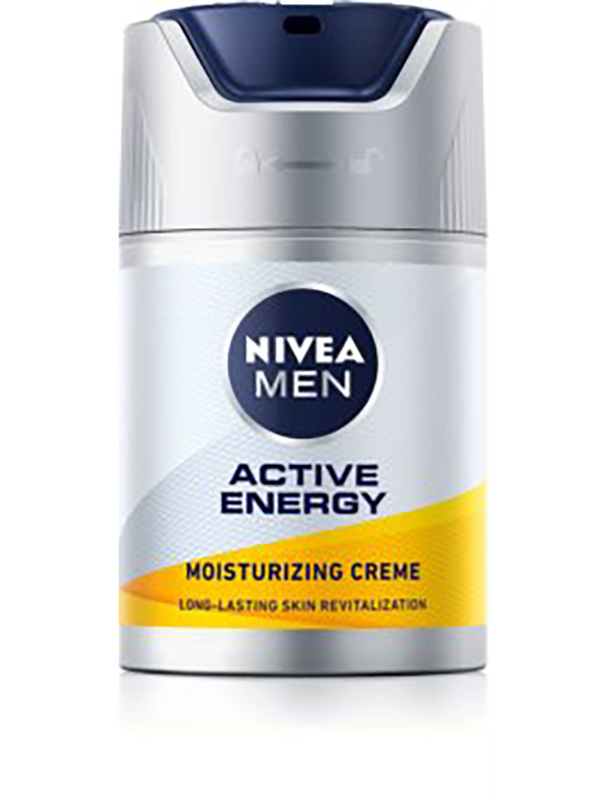 NIVEA
MEN
ACTIVE
ENERGY
MOISTURIZING CREME
LONG-LASTING SKIN REVITALIZATION